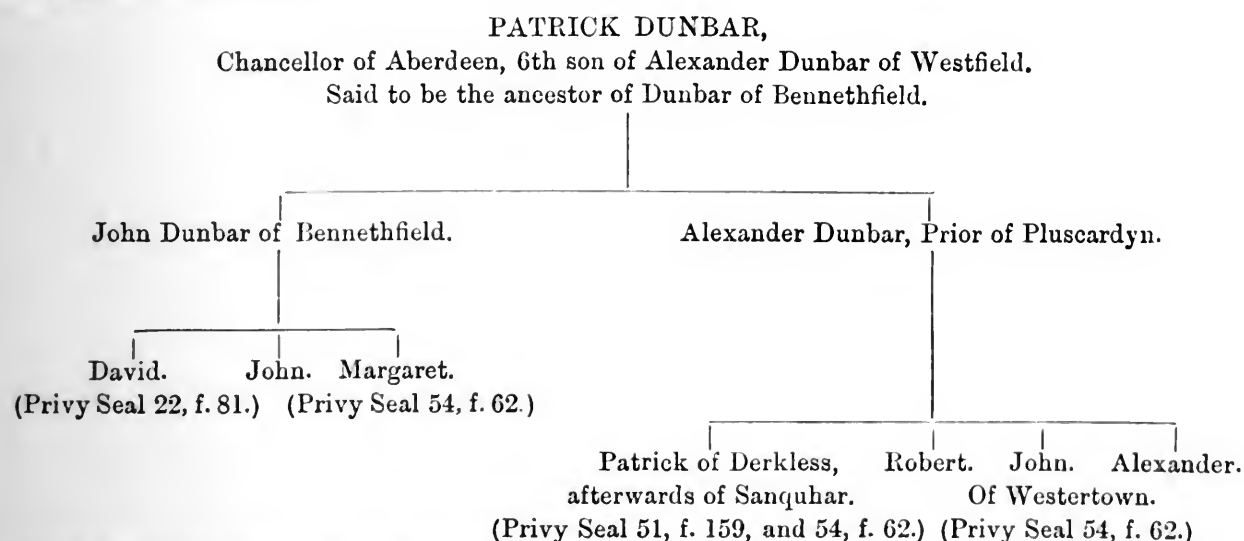 PATRICK DUNBAR,
Chancellor of Aberdeen, 6th son of Alexander Dunbar of Westfield.
Said to be the ancestor of Dunbar of Bennethfield.
John Dunbar of Bennethfield.
Alexander Dunbar, Prior of Pluscardyn.
David. John. Margaret.
(Privy Seal 22, f. 81.) (Privy Seal 54, f. 62.)
Patrick of Derkless, Robert. John. Alexander.
afterwards of Sanquhar. Of Westertown.
(Privy Seal 51, f. 159, and 54, f. 62.) (Privy Seal 54, f. 62.)